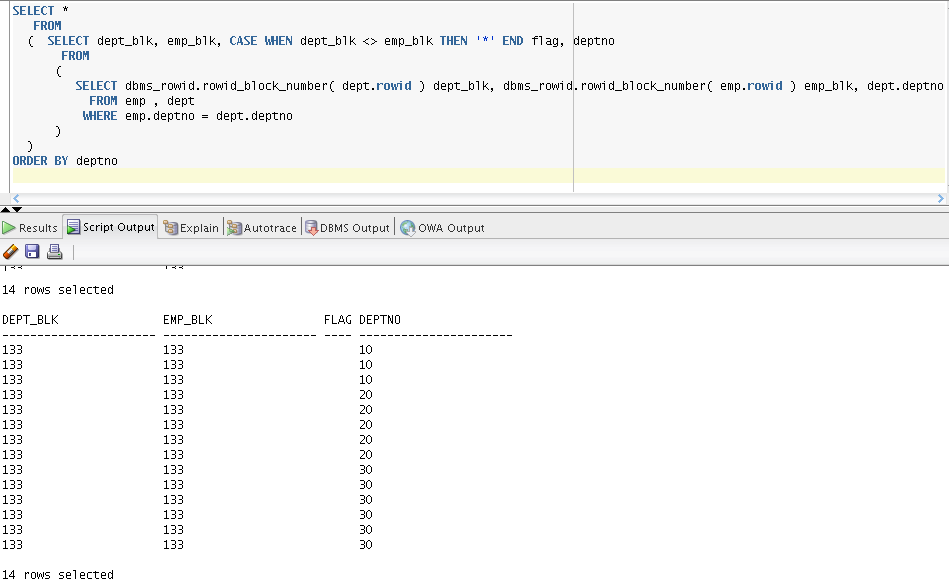 SELECT *
FROM
( SELECT dept_blk, emp_blk, CASE WHEN dept_blk <> emp_blk THEN '*' END flag, deptno
FROM
(
SELECT dbms_rowid.rowid_block_number( dept.rowid ) dept_blk, dbms_rowid.rowid_block_number( emp.rowid ) emp_blk, dept.deptno
FROM emp , dept
WHERE emp.deptno = dept.deptno
)
)
ORDER BY deptno
Results Script Output Explain Autotrace DBMS Output OWA Output
133 133
14 rows selected
DEPT_BLK EMP_BLK FLAG DEPTNO
---------------------- ---------------------- ---- ----------------------
133 133 10
133 133 10
133 133 10
133 133 20
133 133 20
133 133 20
133 133 20
133 133 20
133 133 30
133 133 30
133 133 30
133 133 30
133 133 30
133 133 30
14 rows selected